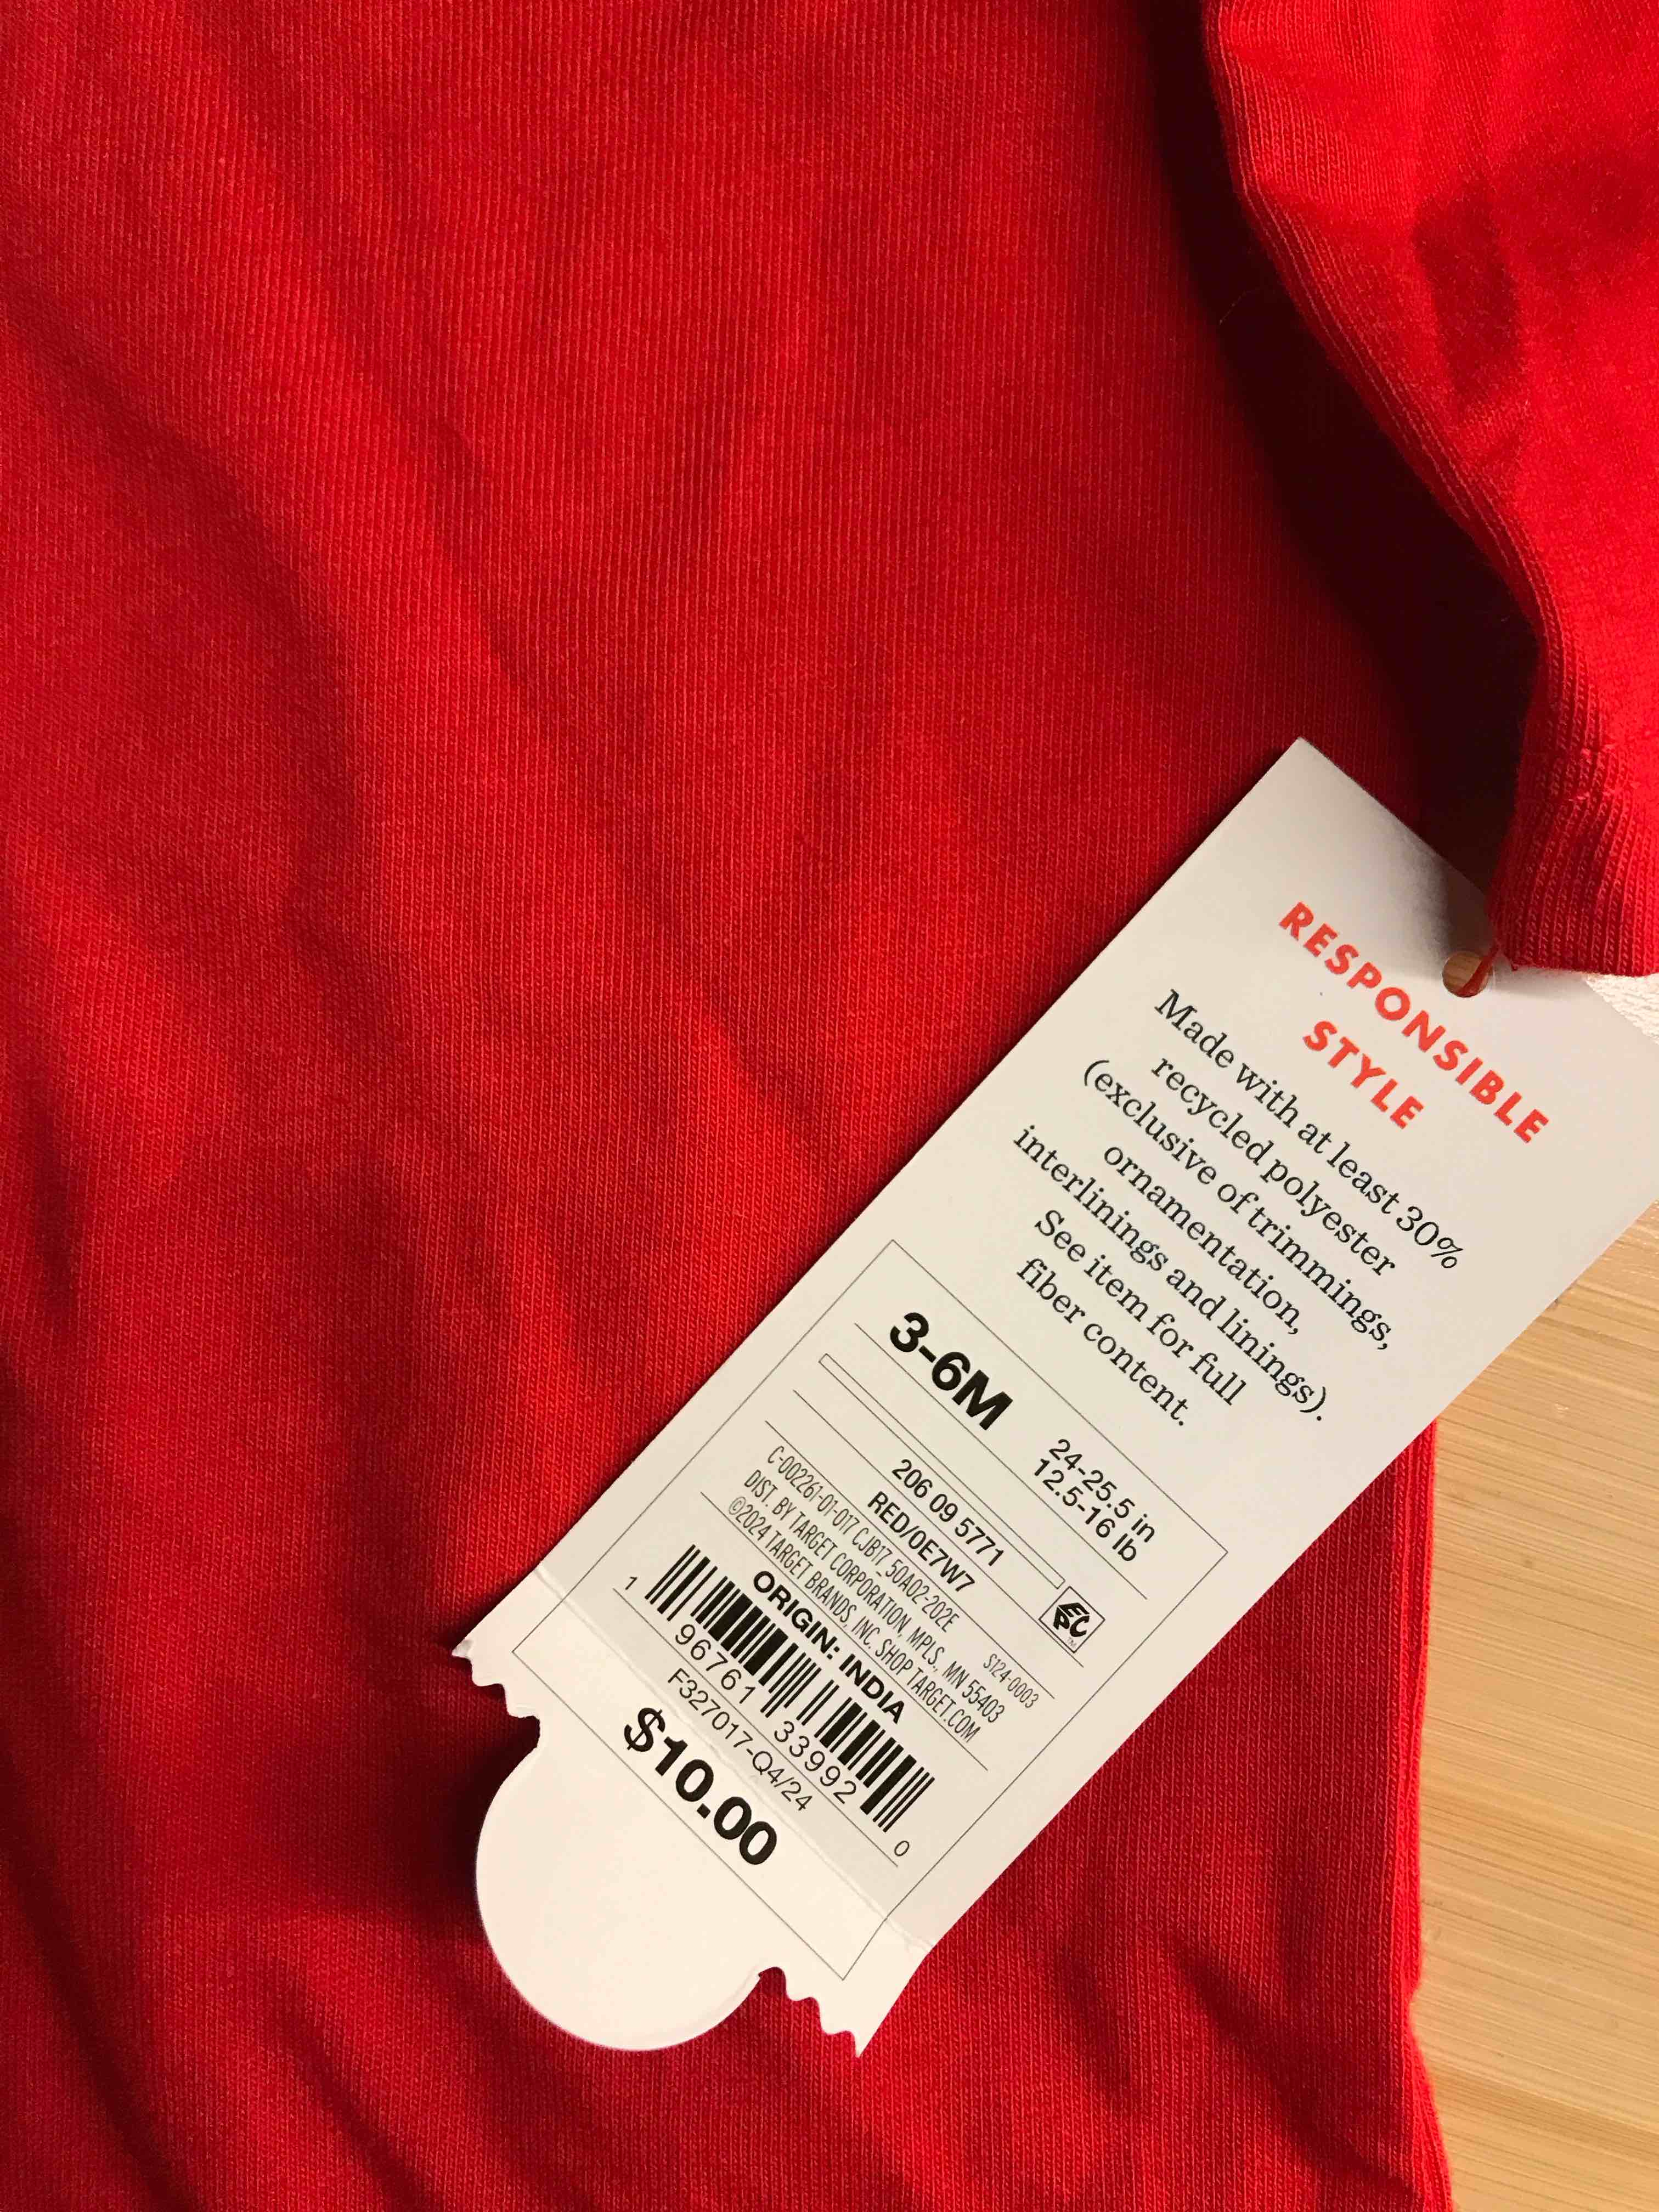 RESPONSIBLE
STYLE
Made with at least 30%
recycled polyester
(exclusive of trimmings,
ornamentation,
interlinings and linings).
See item for full
fiber content.
3-6M
24-25.5 in
12.5-16 lb
206 09 5771
RED/0E7W7
EPC
TM
C-002261-01-017 CJB17_50A02-202E
S124-0003
DIST. BY TARGET CORPORATION, MPLS., MN 55403
©2024 TARGET BRANDS, INC. SHOP TARGET.COM
ORIGIN: INDIA
1 96761 33992 0
F327017-Q4/24
$10.00